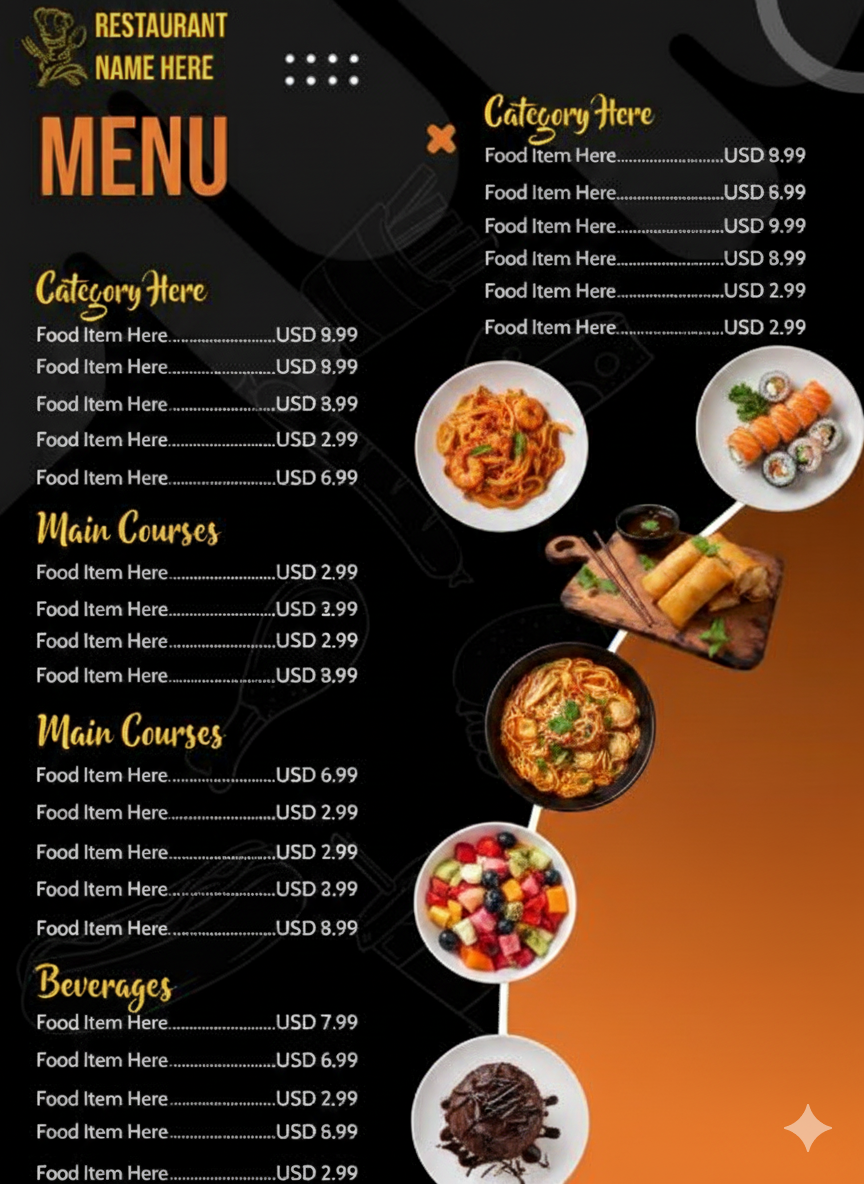 RESTAURANT
NAME HERE
MENU
Category Here
Food Item Here..........................USD 8.99
Food Item Here..........................USD 8.99
Food Item Here..........................USD 3.99
Food Item Here..........................USD 2.99
Food Item Here..........................USD 6.99
Main Courses
Food Item Here..........................USD 2.99
Food Item Here..........................USD 2.99
Food Item Here..........................USD 2.99
Food Item Here..........................USD 3.99
Main Courses
Food Item Here..........................USD 6.99
Food Item Here..........................USD 2.99
Food Item Here..........................USD 2.99
Food Item Here..........................USD 3.99
Food Item Here..........................USD 8.99
Beverages
Food Item Here..........................USD 7.99
Food Item Here..........................USD 6.99
Food Item Here..........................USD 2.99
Food Item Here..........................USD 6.99
Food Item Here..........................USD 2.99
Category Here
Food Item Here..........................USD 8.99
Food Item Here..........................USD 6.99
Food Item Here..........................USD 9.99
Food Item Here..........................USD 8.99
Food Item Here..........................USD 2.99
Food Item Here..........................USD 2.99